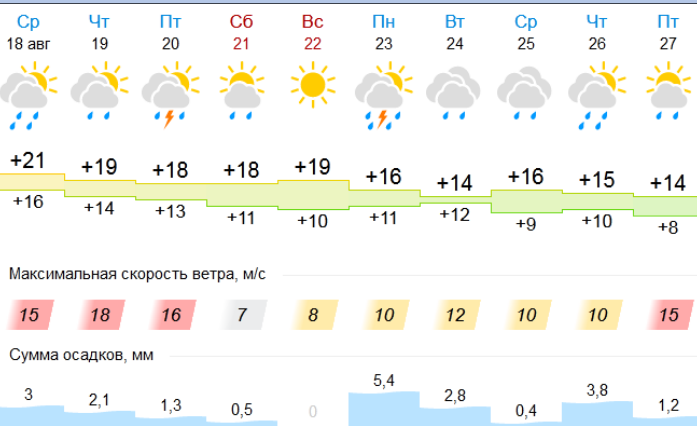 Ср Чт Пт Сб Вс Пн Вт Ср Чт Пт
18 авг 19 20 21 22 23 24 25 26 27
+21 +19 +18 +18 +19 +16 +14 +16 +15 +14
+16 +14 +13 +11 +10 +11 +12 +9 +10 +8
Максимальная скорость ветра, м/с
15 18 16 7 8 10 12 10 10 15
Сумма осадков, мм
3 2,1 1,3 0,5 0 5,4 2,8 0,4 3,8 1,2